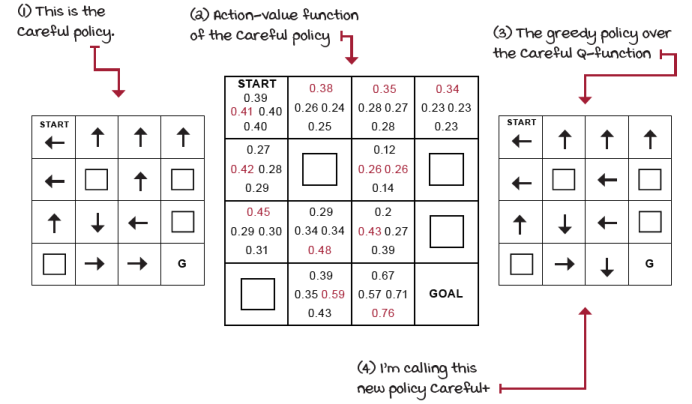 (1) This is the
Careful policy.
(2) Action-value function
of the Careful policy
(3) The greedy policy over
the Careful Q-function
START
G
START
0.39
0.41 0.40
0.40
0.38
0.26 0.24
0.25
0.35
0.28 0.27
0.28
0.34
0.23 0.23
0.23
0.27
0.42 0.28
0.29
0.12
0.26 0.26
0.14
0.45
0.29 0.30
0.31
0.29
0.34 0.34
0.48
0.2
0.43 0.27
0.39
0.39
0.35 0.59
0.43
0.67
0.57 0.71
0.76
GOAL
START
G
(4) I'm calling this
new policy Careful+